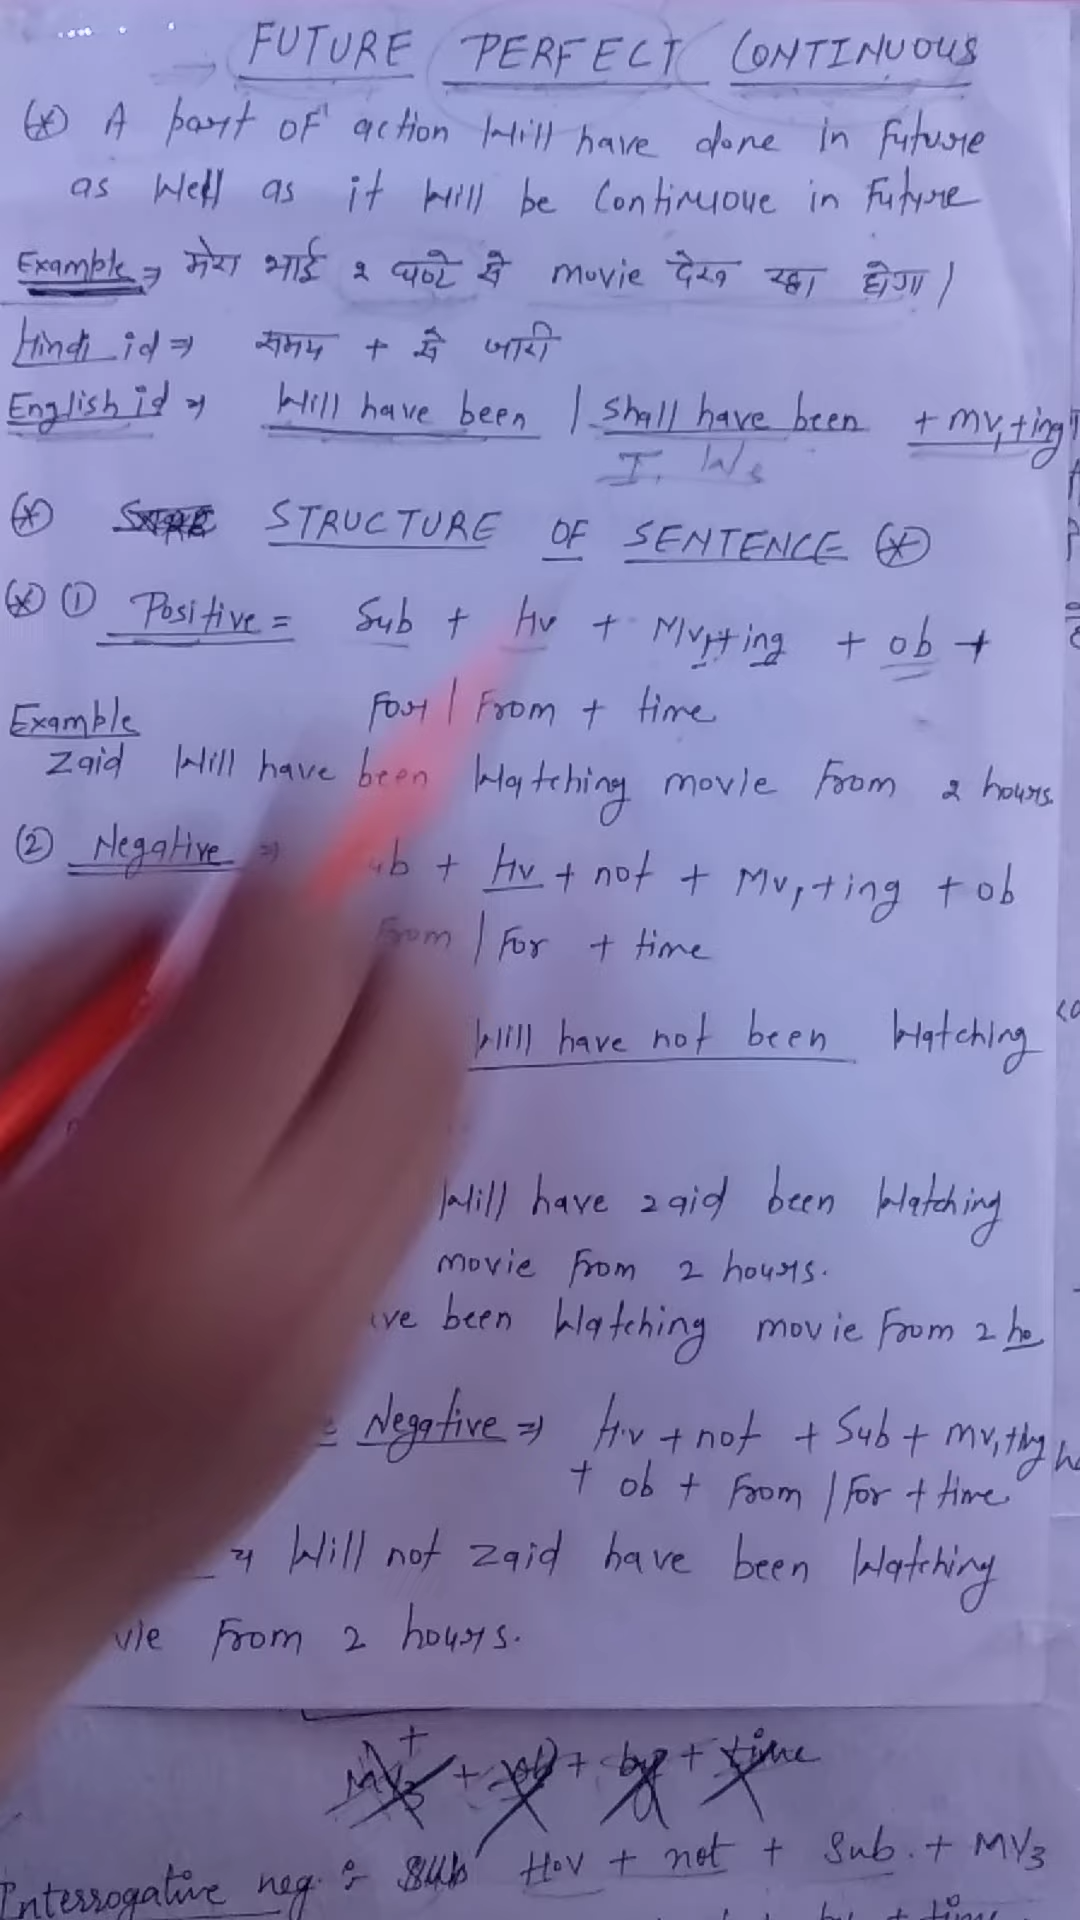 FUTURE PERFECT CONTINUOUS
A part OF action Will have done in Future
as Well as it Will be Continuoue in Future
Example ⇒ मेरा भाई 2 घण्टे से movie देख रहा होगा।
Hindi id ⇒ समय + से जारी
English id ⇒ Will have been / Shall have been + mv1+ing
I, We
STRUCTURE OF SENTENCE
① Positive = Sub + Hv + Mv1+ing + ob +
For / From + time
Example
Zaid Will have been Watching movie From 2 hours.
② Negative ⇒ + Hv + not + Mv1+ing + ob
From / For + time
Will have not been Watching
Will have zaid been Watching
movie From 2 hours.
been Watching movie From 2 ho
Negative ⇒ Hv + not + Sub + mv1+ing
+ ob + From / For + time
Will not zaid have been Watching
From 2 hours.
+ + by + time
Interrogative neg :- Sub Hov + not + Sub. + MV3
+ time